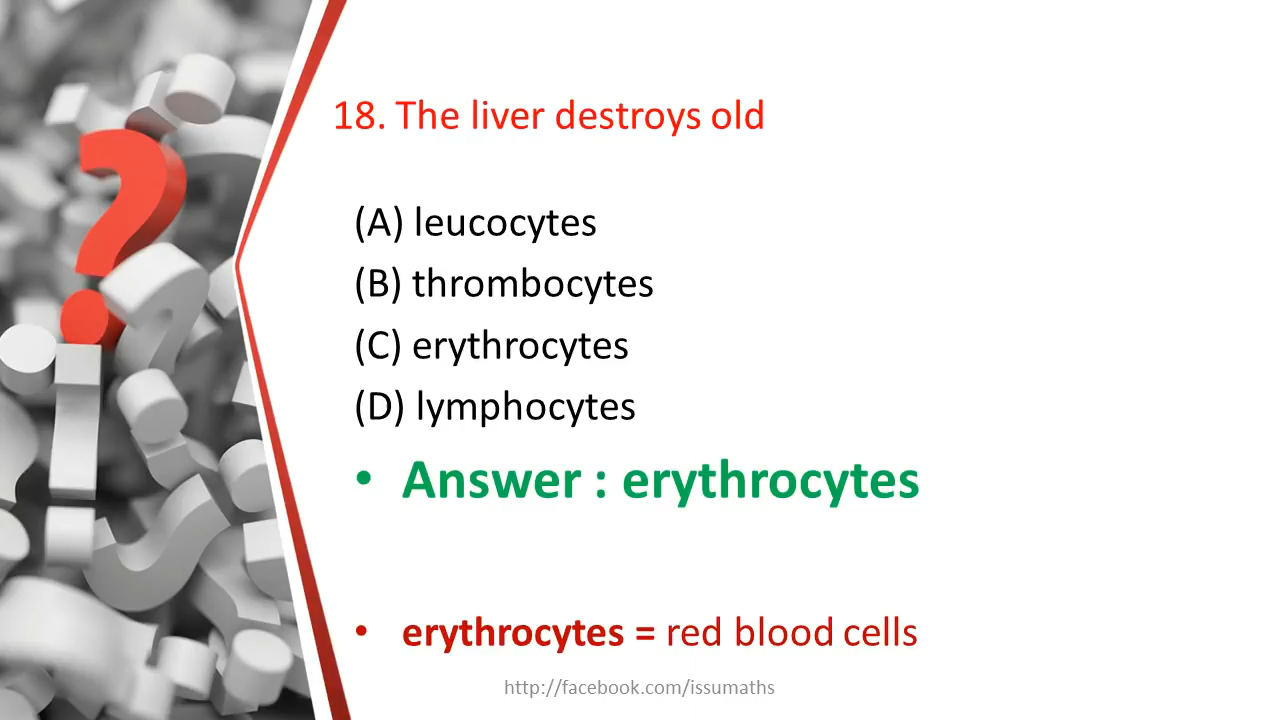 18. The liver destroys old
(A) leucocytes
(B) thrombocytes
(C) erythrocytes
(D) lymphocytes
• Answer : erythrocytes
• erythrocytes = red blood cells
http://facebook.com/issumaths